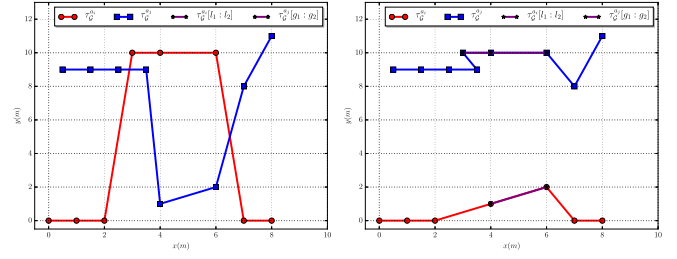 τ_G^{a_i} τ_G^{a_j} τ_G^{a_i}[l_1 : l_2] τ_G^{a_j}[g_1 : g_2]
12
10
8
6
4
2
0
y(m)
0 2 4 6 8 10
x(m)
τ_G^{a_i} τ_G^{a_j} τ_G^{a_i}[l_1 : l_2] τ_G^{a_j}[g_1 : g_2]
12
10
8
6
4
2
0
y(m)
0 2 4 6 8 10
x(m)